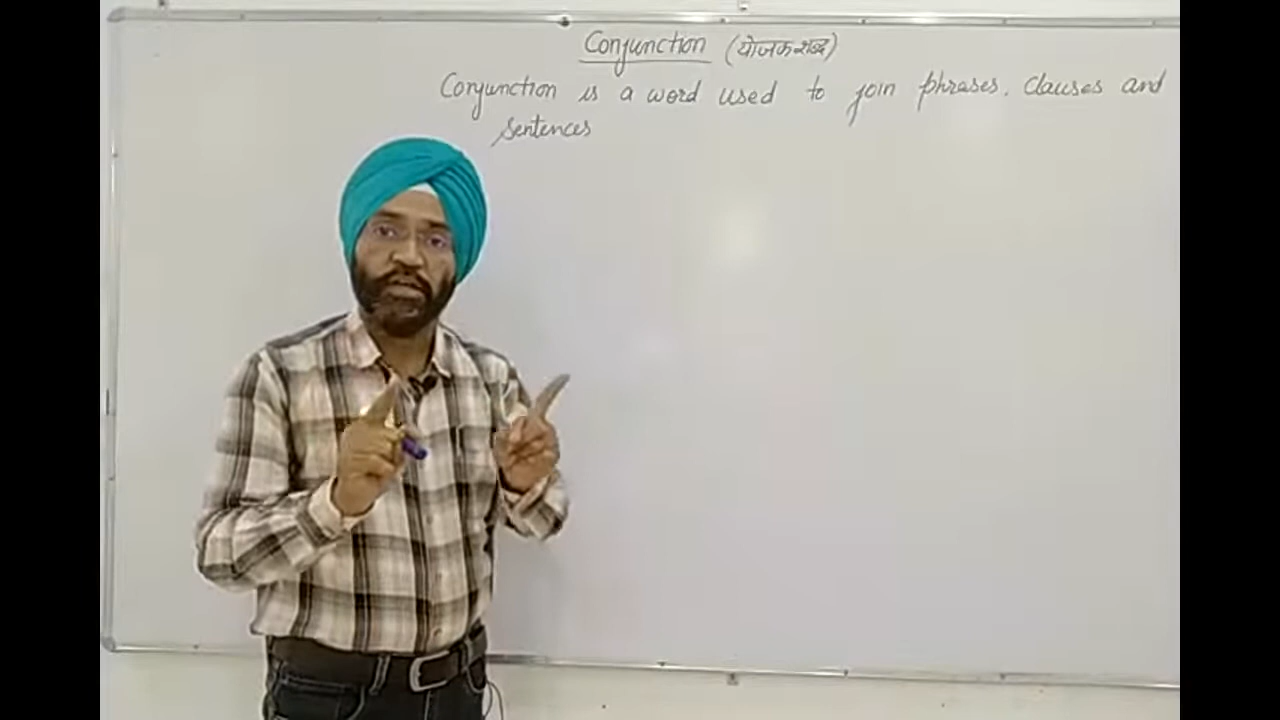 Conjunction (योजक शब्द)
Conjunction is a word used to join phrases, clauses and
sentences